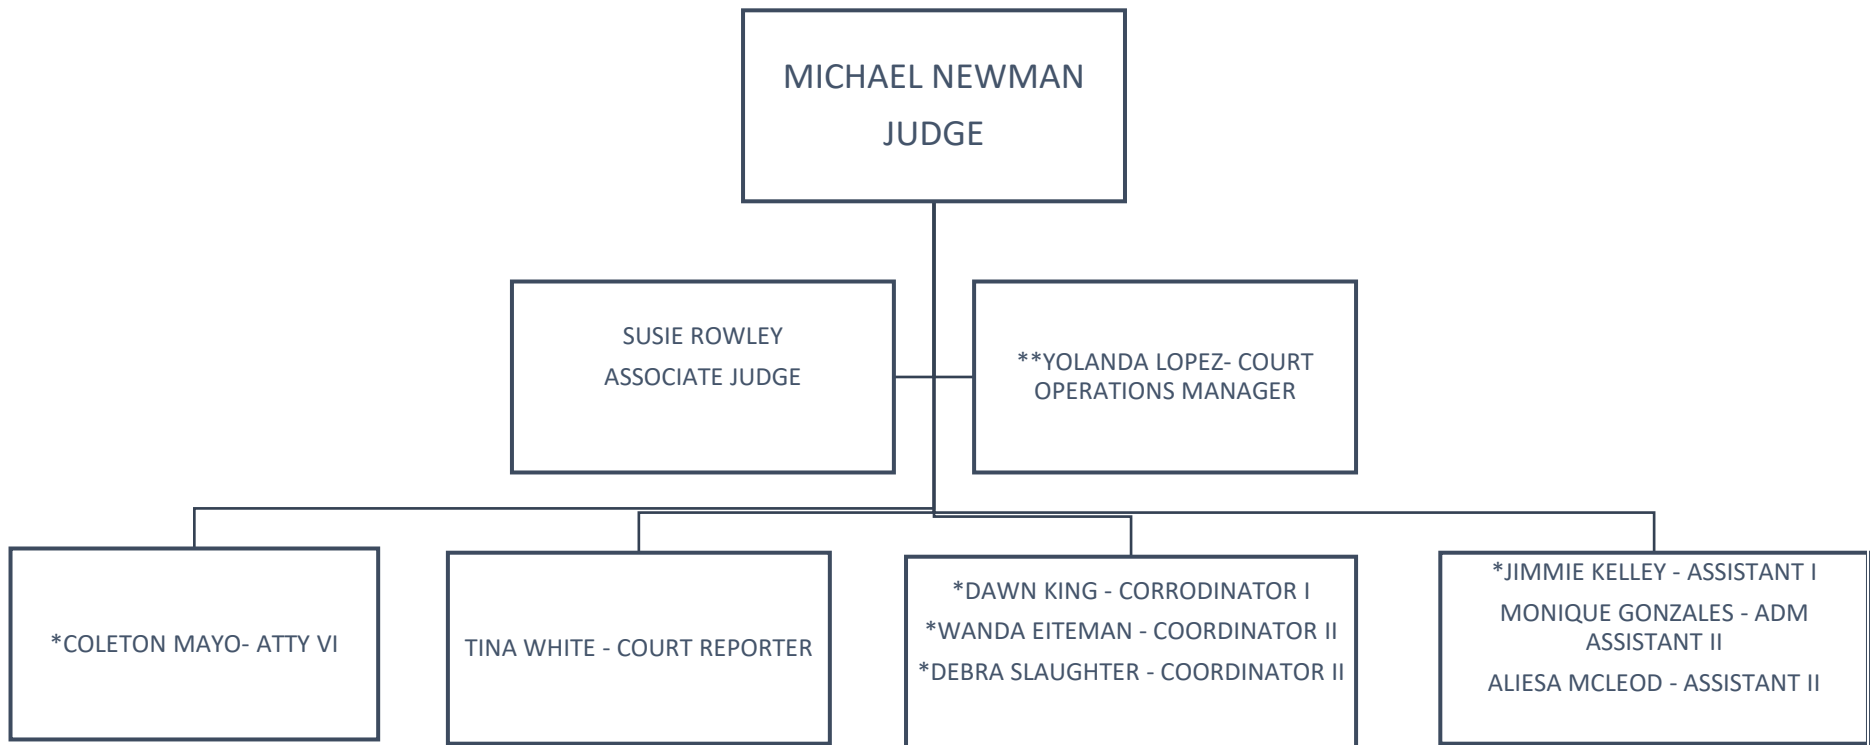 MICHAEL NEWMAN
JUDGE
SUSIE ROWLEY
ASSOCIATE JUDGE
**YOLANDA LOPEZ- COURT
OPERATIONS MANAGER
*COLETON MAYO- ATTY VI
TINA WHITE - COURT REPORTER
*DAWN KING - CORRODINATOR I
*WANDA EITEMAN - COORDINATOR II
*DEBRA SLAUGHTER - COORDINATOR II
*JIMMIE KELLEY - ASSISTANT I
MONIQUE GONZALES - ADM
ASSISTANT II
ALIESA MCLEOD - ASSISTANT II